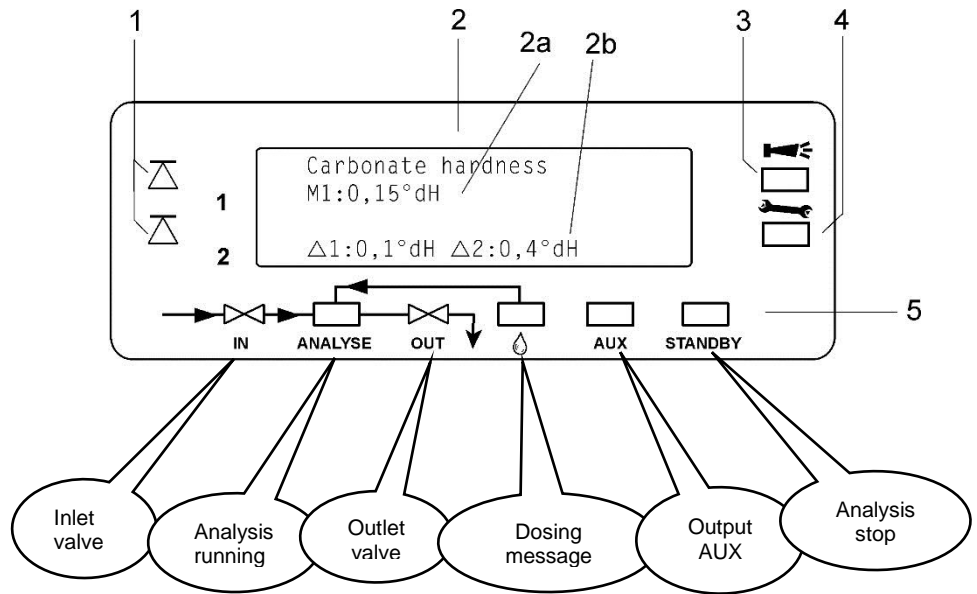 1
2
2a
2b
3
4
Carbonate hardness
M1:0,15°dH
1
2
△1:0,1°dH △2:0,4°dH
5
IN
ANALYSE
OUT
AUX
STANDBY
Inlet
valve
Analysis
running
Outlet
valve
Dosing
message
Output
AUX
Analysis
stop